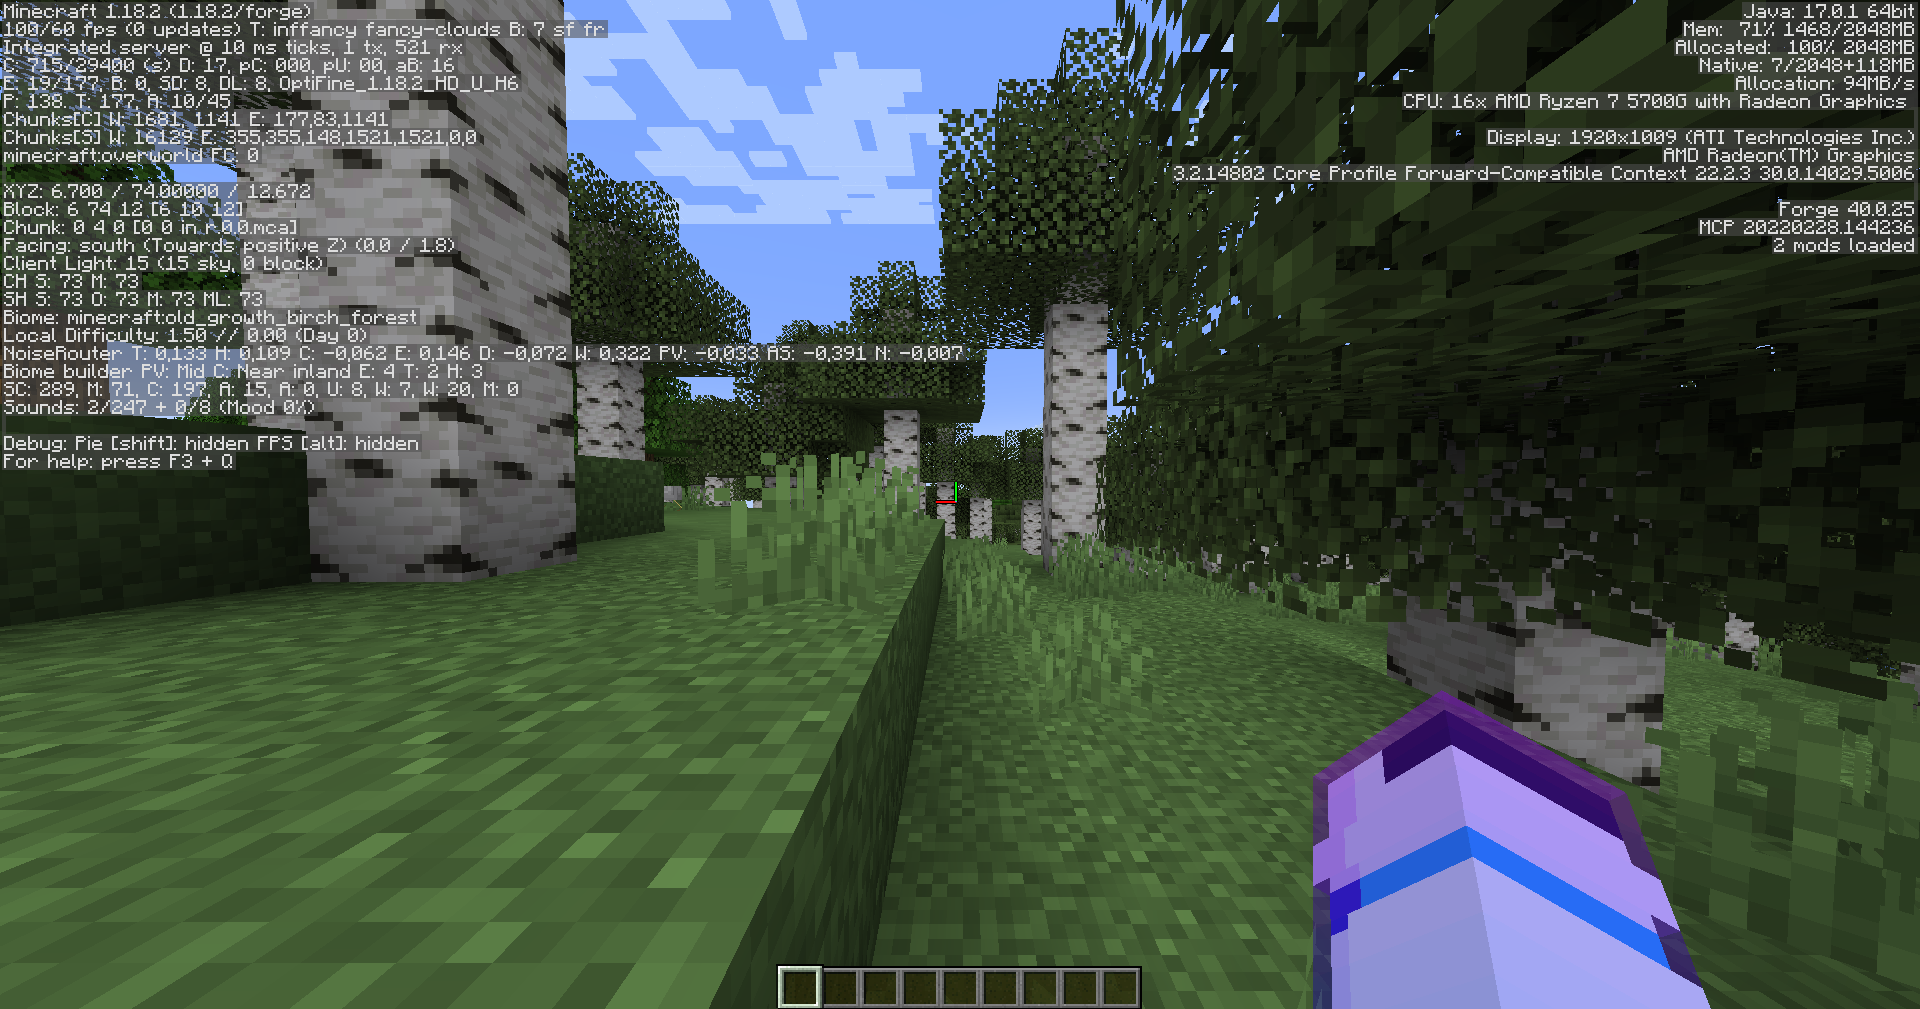 Minecraft 1.18.2 (1.18.2/forge)
100/60 fps (0 updates) T: inffancy fancy-clouds B: 7 sf fr
Integrated server @ 10 ms ticks, 1 tx, 521 rx
C: 715/29400 (s) D: 17, pC: 000, pU: 00, aB: 16
E: 19/177, B: 0, SD: 8, DL: 8, OptiFine_1.18.2_HD_U_H6
P: 138. T: 177, A: 10/45
Chunks[C] W: 1681, 1141 E: 177,83,1141
Chunks[S] W: 16129 E: 355,355,148,1521,1521,0,0
minecraft:overworld FC: 0
XYZ: 6.700 / 74.00000 / 12.672
Block: 6 74 12 [6 10 12]
Chunk: 0 4 0 [0 0 in r.0.0.mca]
Facing: south (Towards positive Z) (0.0 / 1.8)
Client Light: 15 (15 sky, 0 block)
CH S: 73 M: 73
SH S: 73 O: 73 M: 73 ML: 73
Biome: minecraft:old_growth_birch_forest
Local Difficulty: 1.50 // 0.00 (Day 0)
NoiseRouter T: 0,133 H: 0,109 C: -0,062 E: 0,146 D: -0,072 W: 0,322 PV: -0,033 AS: -0,391 N: -0,007
Biome builder PV: Mid C: Near inland E: 4 T: 2 H: 3
SC: 289, M: 71, C: 197, A: 15, A: 0, U: 8, W: 7, W: 20, M: 0
Sounds: 2/247 + 0/8 (Mood 0%)
Debug: Pie [shift]: hidden FPS [alt]: hidden
For help: press F3 + Q
Java: 17.0.1 64bit
Mem: 71% 1468/2048MB
Allocated: 100% 2048MB
Native: 7/2048+118MB
Allocation: 94MB/s
CPU: 16x AMD Ryzen 7 5700G with Radeon Graphics
Display: 1920x1009 (ATI Technologies Inc.)
AMD Radeon(TM) Graphics
3.2.14802 Core Profile Forward-Compatible Context 22.2.3 30.0.14029.5006
Forge 40.0.25
MCP 20220228.144236
2 mods loaded